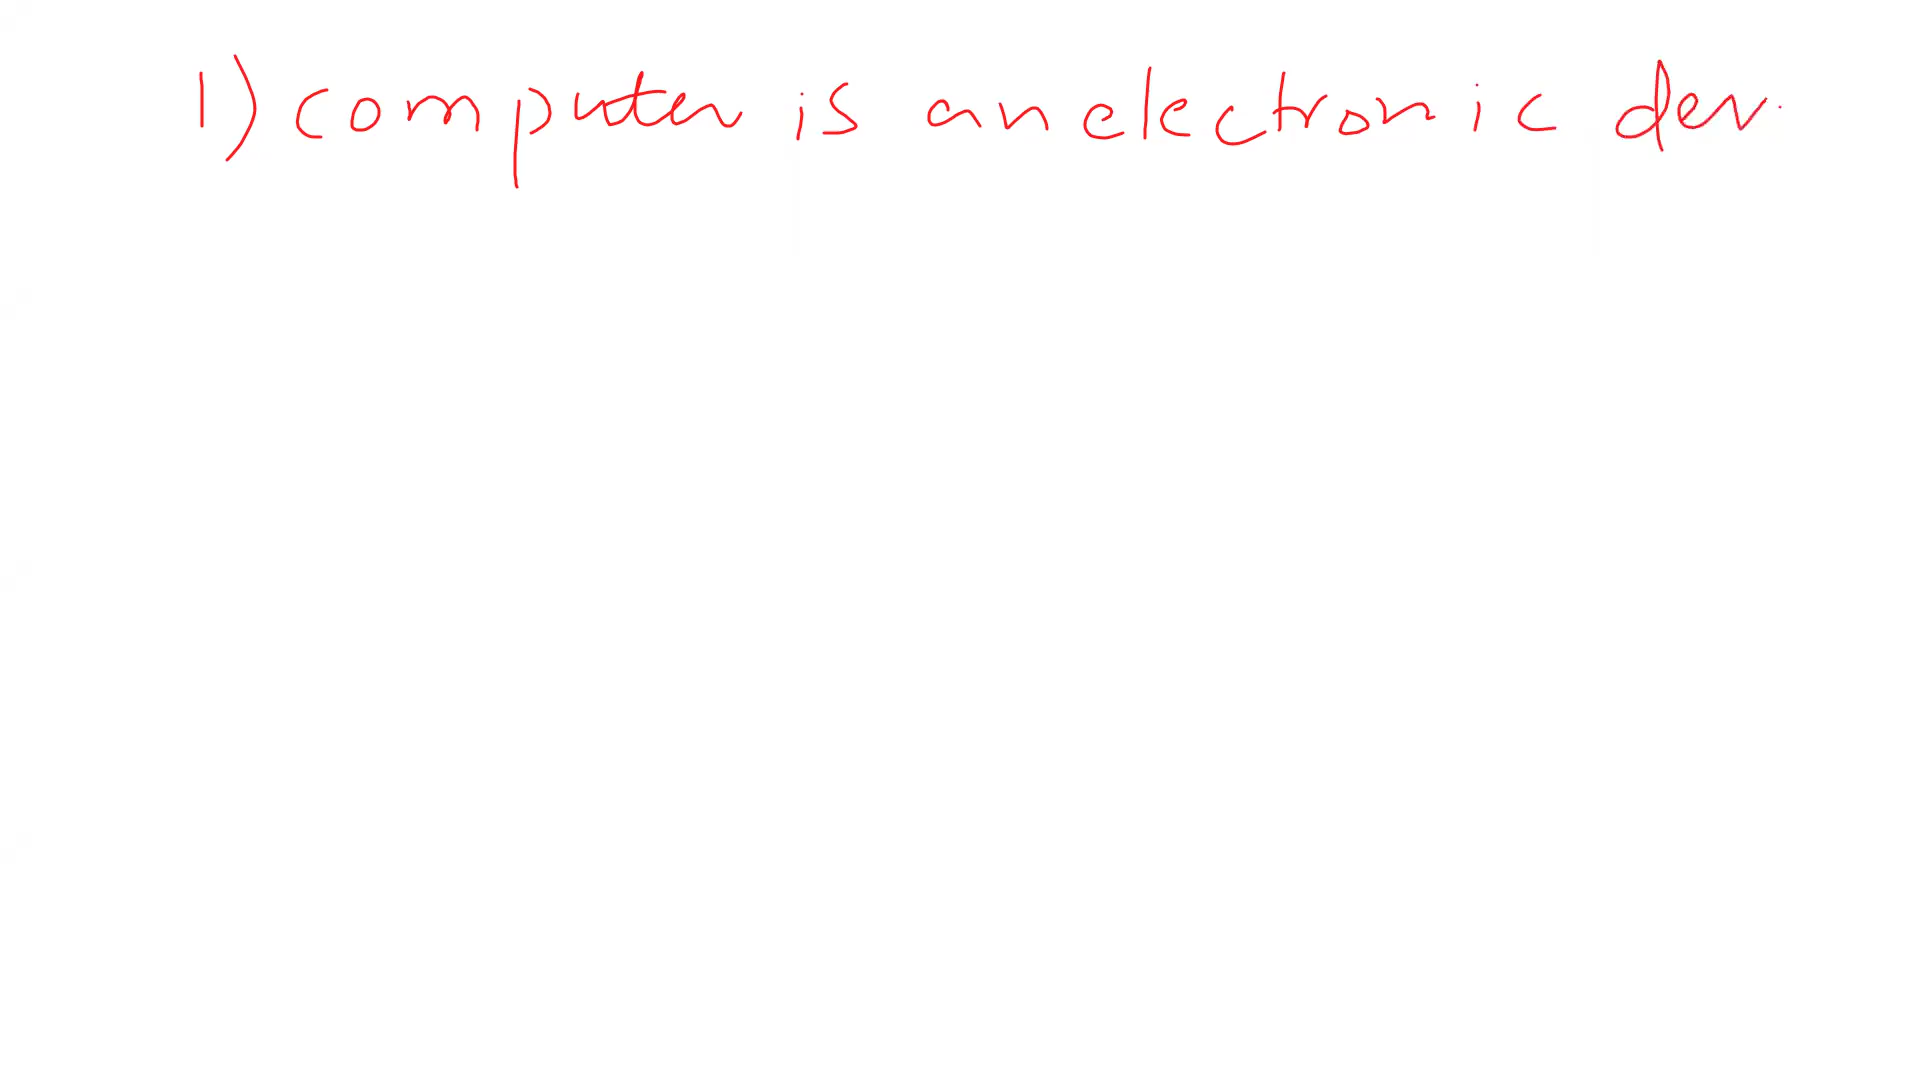 1) computer is an electronic dev.